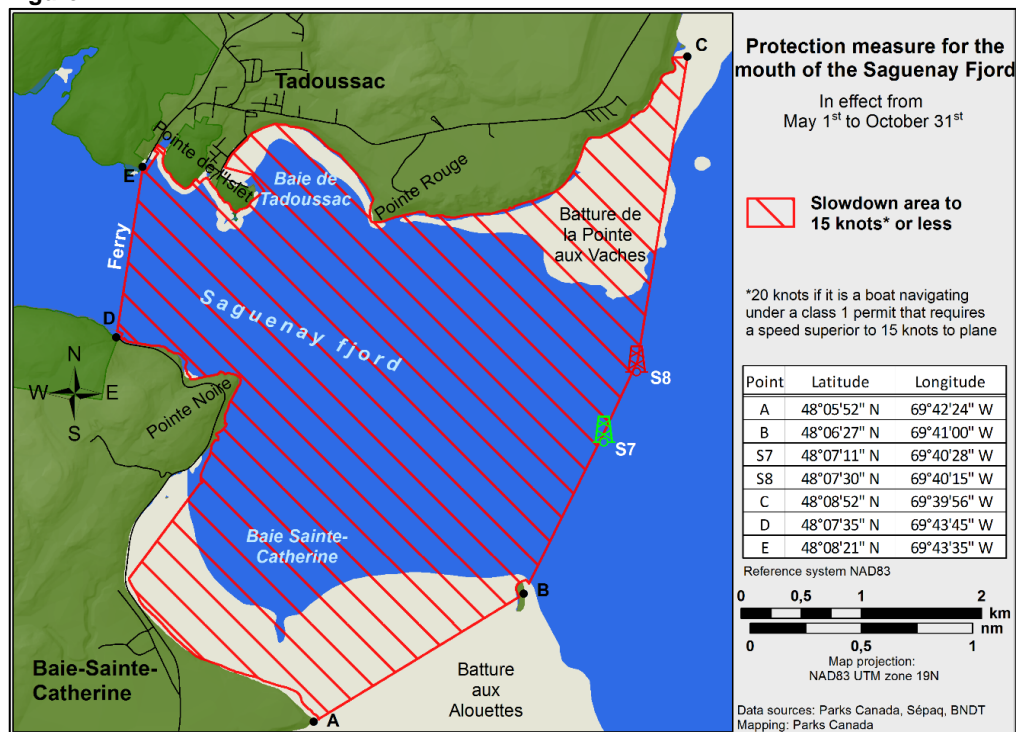 Tadoussac
C
Pointe de l'Islet
E
Baie de
Tadoussac
Pointe Rouge
Batture de
la Pointe
aux Vaches
Ferry
Saguenay fjord
D
N
W E
S
Pointe Noire
S8
S7
Baie Sainte-
Catherine
B
Baie-Sainte-
Catherine
Batture
aux
Alouettes
A
Protection measure for the
mouth of the Saguenay Fjord
In effect from
May 1st to October 31st
Slowdown area to
15 knots* or less
*20 knots if it is a boat navigating
under a class 1 permit that requires
a speed superior to 15 knots to plane
Point Latitude Longitude
A 48°05'52" N 69°42'24" W
B 48°06'27" N 69°41'00" W
S7 48°07'11" N 69°40'28" W
S8 48°07'30" N 69°40'15" W
C 48°08'52" N 69°39'56" W
D 48°07'35" N 69°43'45" W
E 48°08'21" N 69°43'35" W
Reference system NAD83
0 0,5 1 2
km
nm
0 0,5 1
Map projection:
NAD83 UTM zone 19N
Data sources: Parks Canada, Sépaq, BNDT
Mapping: Parks Canada